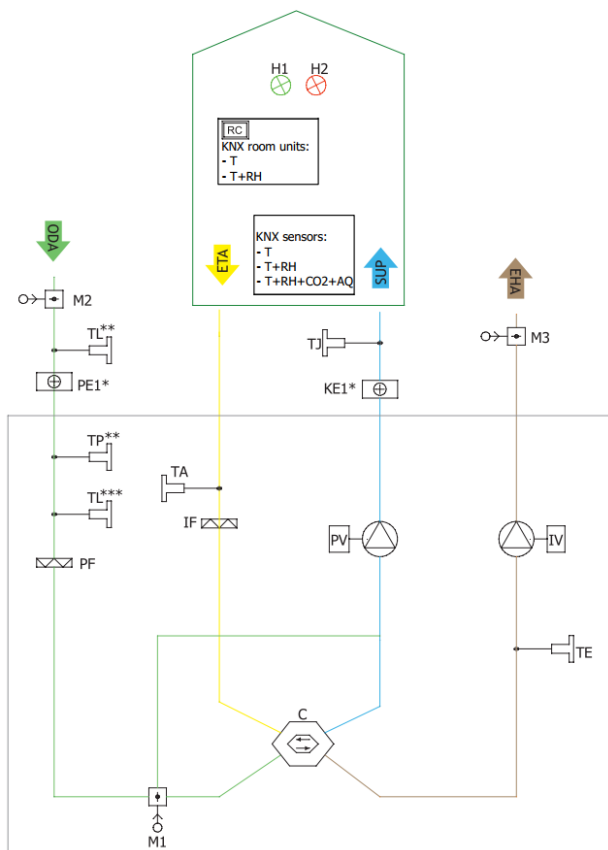 H1 H2
RC
KNX room units:
- T
- T+RH
KNX sensors:
- T
- T+RH
- T+RH+CO2+AQ
ODA
ETA
SUP
EHA
M2
M3
TL**
TJ
PE1*
KE1*
TP**
TA
TL***
IF
PV
IV
PF
TE
C
M1